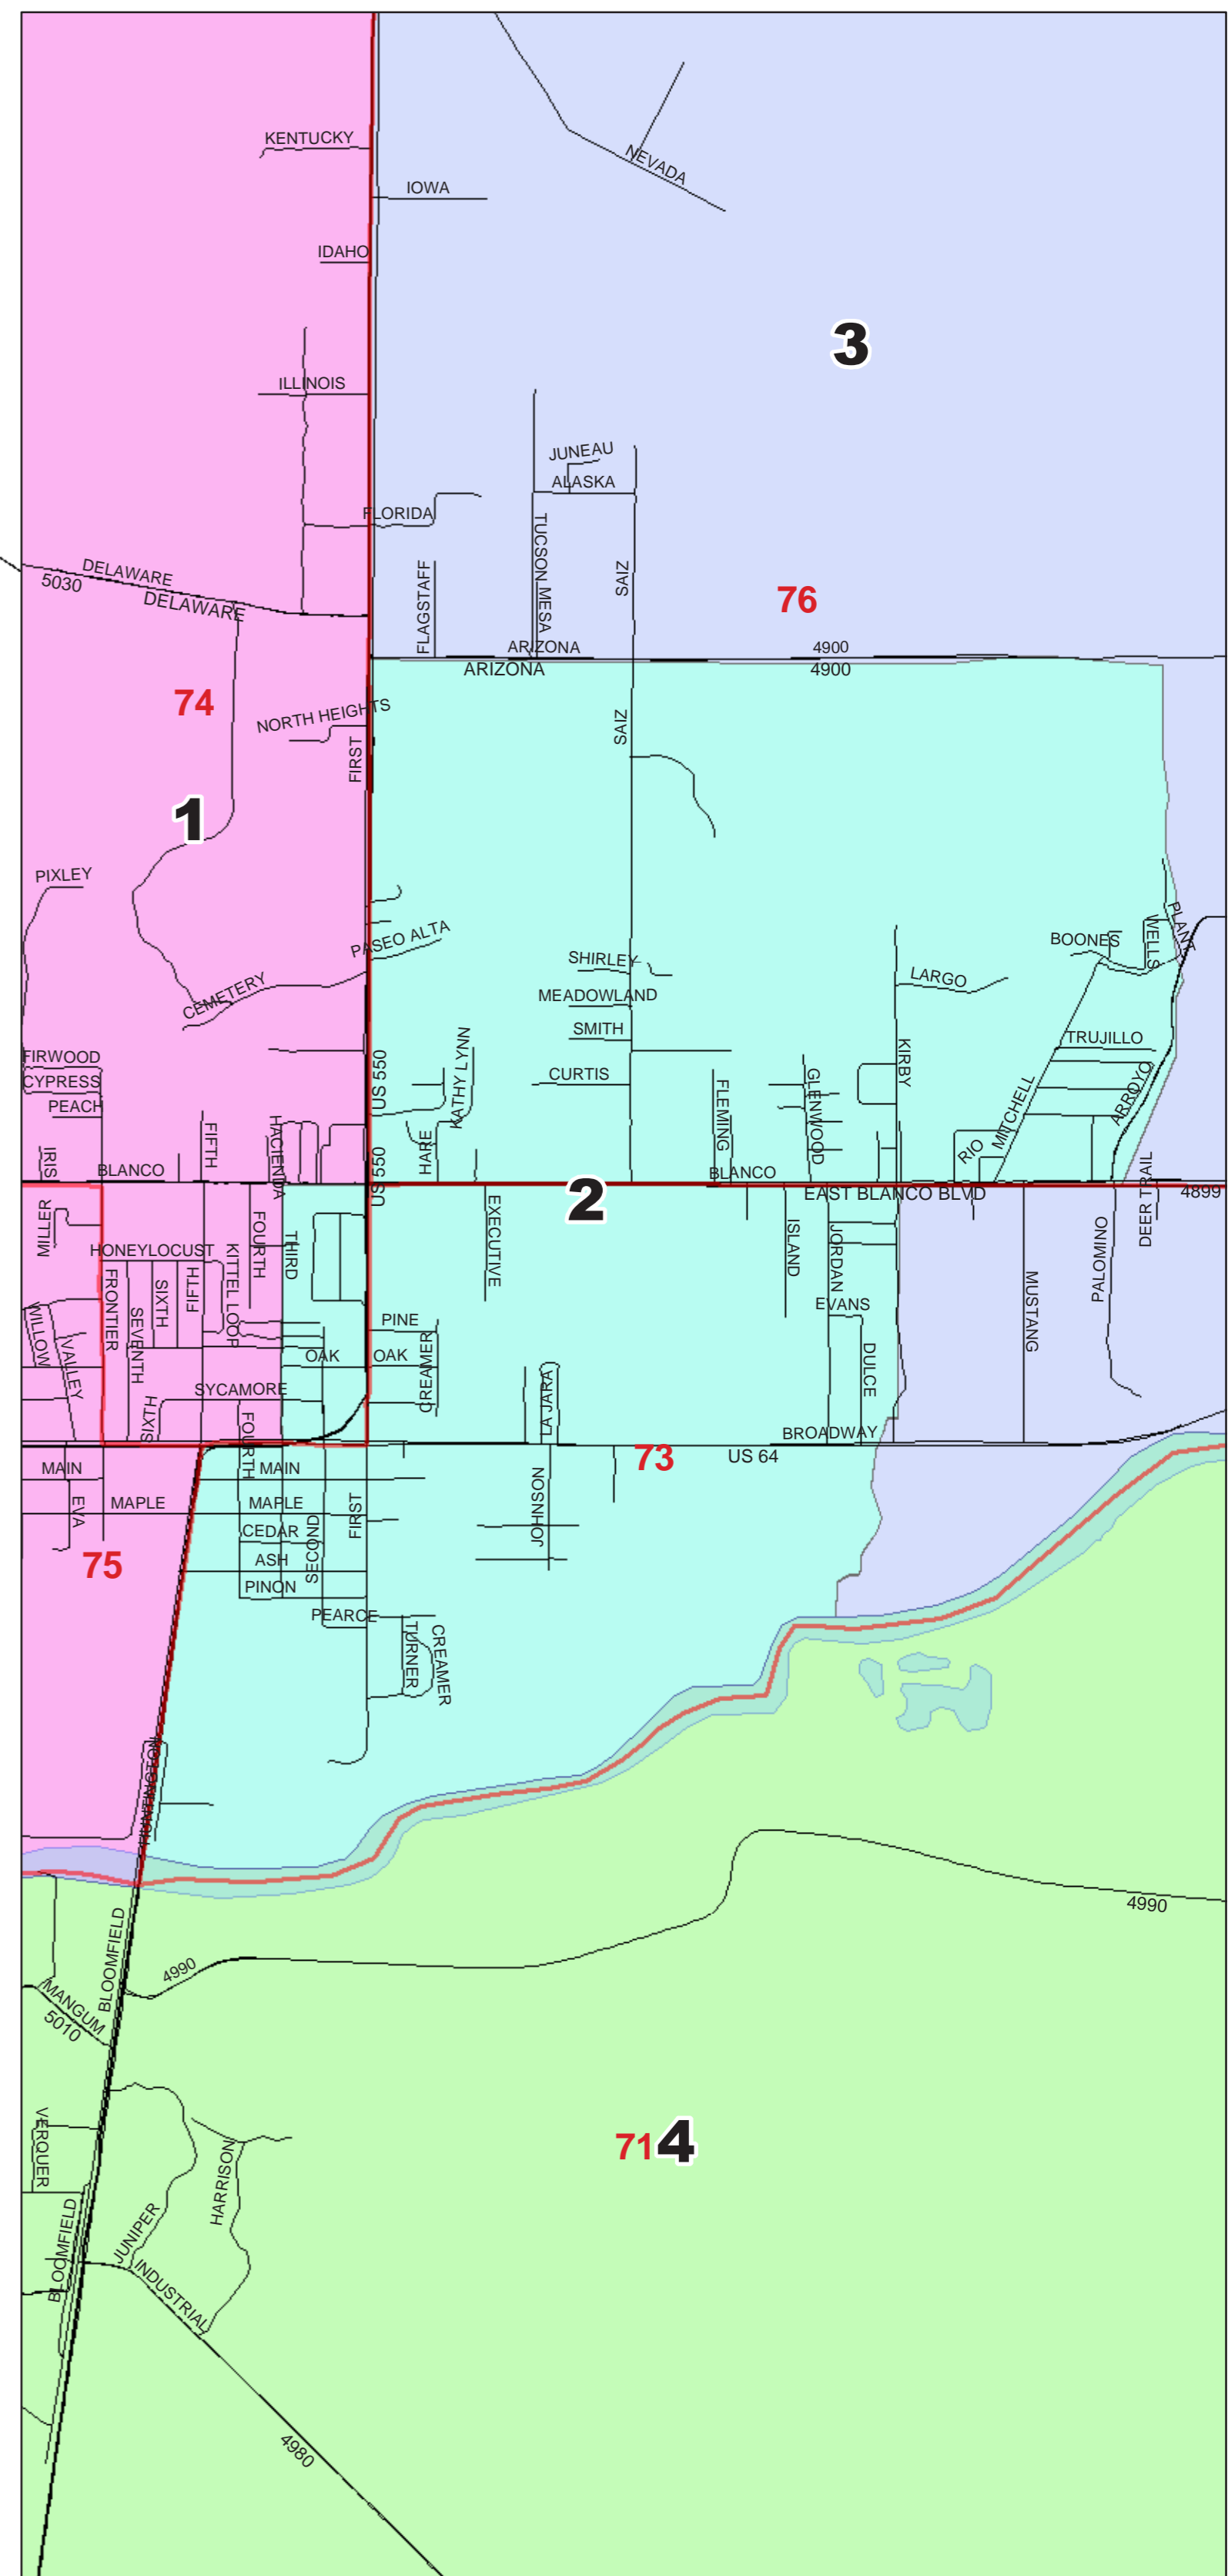 KENTUCKY
NEVADA
IOWA
IDAHO
3
ILLINOIS
JUNEAU
ALASKA
FLORIDA
TUCSON MESA
FLAGSTAFF
SAIZ
DELAWARE
5030
DELAWARE
76
ARIZONA
4900
ARIZONA
4900
74
NORTH HEIGHTS
FIRST
SAIZ
1
PIXLEY
PASEO ALTA
CEMETERY
SHIRLEY
MEADOWLAND
SMITH
CURTIS
LARGO
BOONES
WELLS
PLANT
TRUJILLO
ARROYO
MITCHELL
RIO
KIRBY
GLENWOOD
FLEMING
FIRWOOD
CYPRESS
PEACH
IRIS
BLANCO
FIFTH
HACIENDA
US 550
US 550
HARE
KATHY LYNN
BLANCO
EAST BLANCO BLVD
DEER TRAIL
4899
2
MILLER
HONEYLOCUST
FRONTIER
SEVENTH
SIXTH
FIFTH
KITTEL LOOP
FOURTH
THIRD
EXECUTIVE
ISLAND
JORDAN
EVANS
DULCE
MUSTANG
PALOMINO
WILLOW
VALLEY
PINE
OAK
OAK
CREAMER
LA JARA
SYCAMORE
SIXTH
FOURTH
BROADWAY
US 64
73
MAIN
MAIN
EVA
MAPLE
MAPLE
CEDAR
SECOND
FIRST
JOHNSON
ASH
PINON
75
PEARCE
TURNER
CREAMER
HUNTINGTON
4990
4990
BLOOMFIELD
MANGUM
5010
VERQUER
HARRISON
71
4
JUNIPER
BLOOMFIELD
INDUSTRIAL
4980